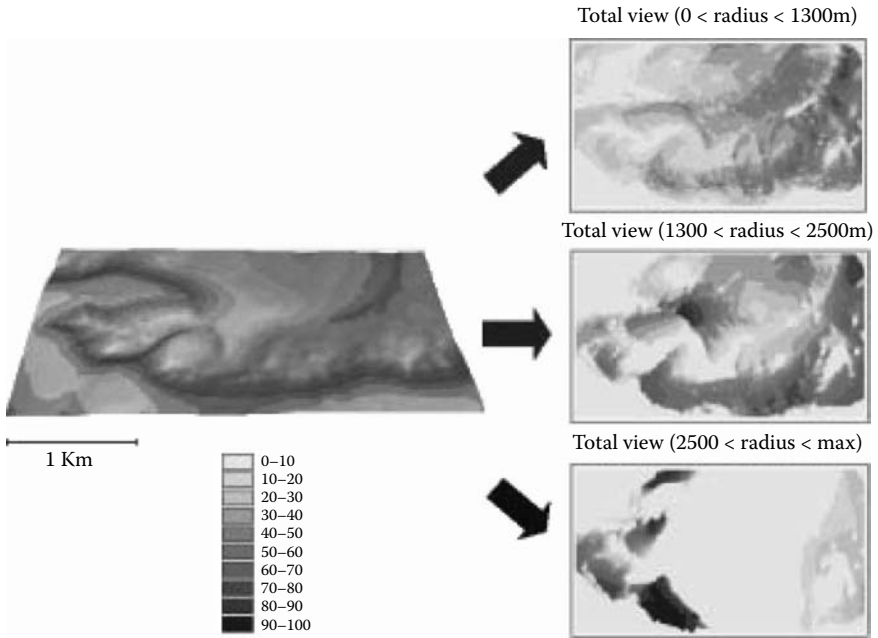 Total view (0 < radius < 1300m)
Total view (1300 < radius < 2500m)
Total view (2500 < radius < max)
1 Km
0–10
10–20
20–30
30–40
40–50
50–60
60–70
70–80
80–90
90–100